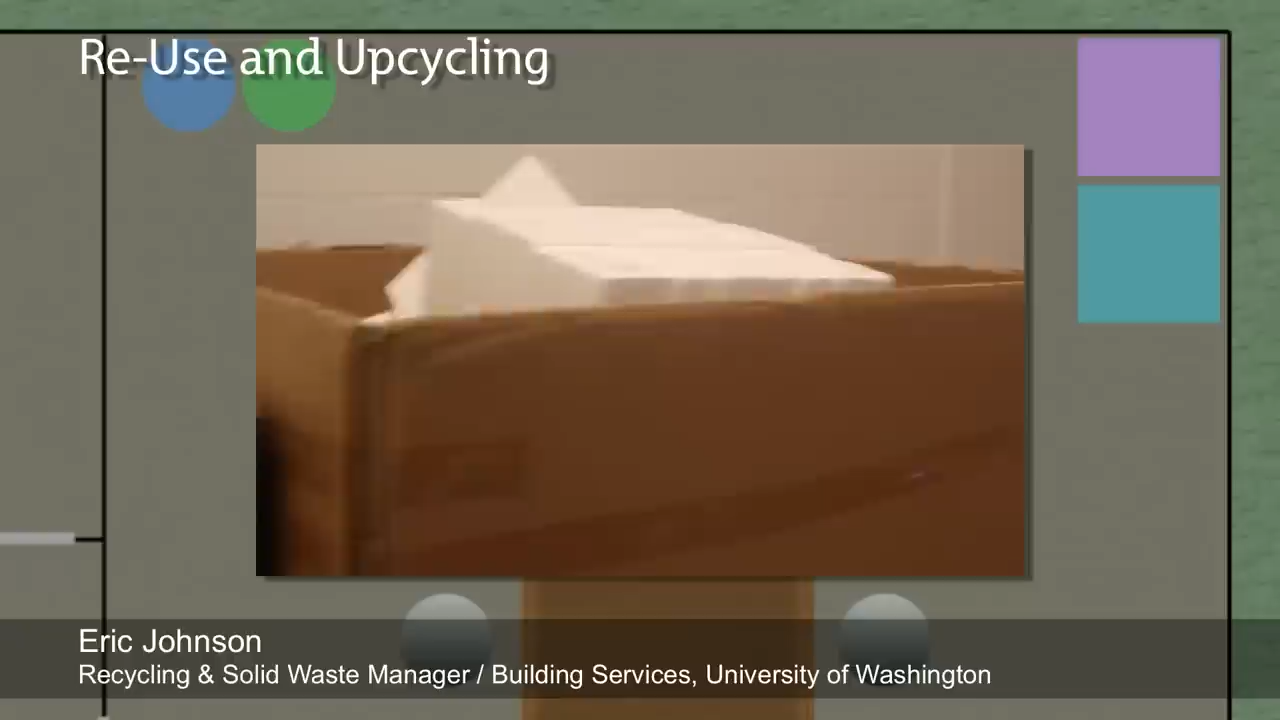 Re-Use and Upcycling
Eric Johnson
Recycling & Solid Waste Manager / Building Services, University of Washington